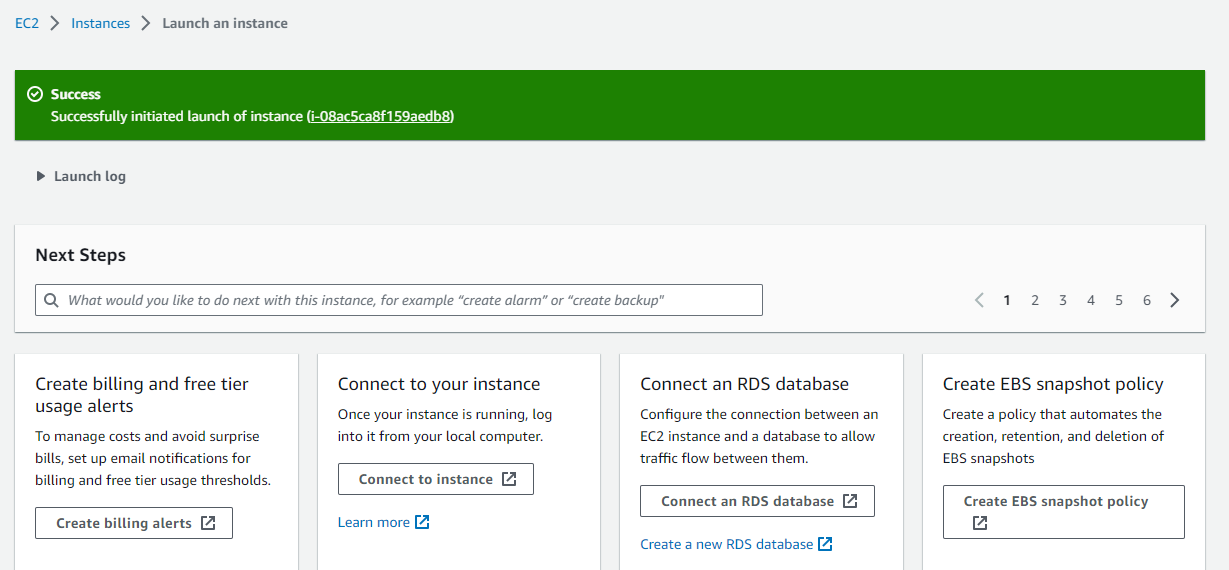 EC2 Instances Launch an instance
Success
Successfully initiated launch of instance (i-08ac5ca8f159aedb8)
Launch log
Next Steps
What would you like to do next with this instance, for example “create alarm” or “create backup"
1 2 3 4 5 6
Create billing and free tier
usage alerts
To manage costs and avoid surprise
bills, set up email notifications for
billing and free tier usage thresholds.
Create billing alerts
Connect to your instance
Once your instance is running, log
into it from your local computer.
Connect to instance
Learn more
Connect an RDS database
Configure the connection between an
EC2 instance and a database to allow
traffic flow between them.
Connect an RDS database
Create a new RDS database
Create EBS snapshot policy
Create a policy that automates the
creation, retention, and deletion of
EBS snapshots
Create EBS snapshot policy